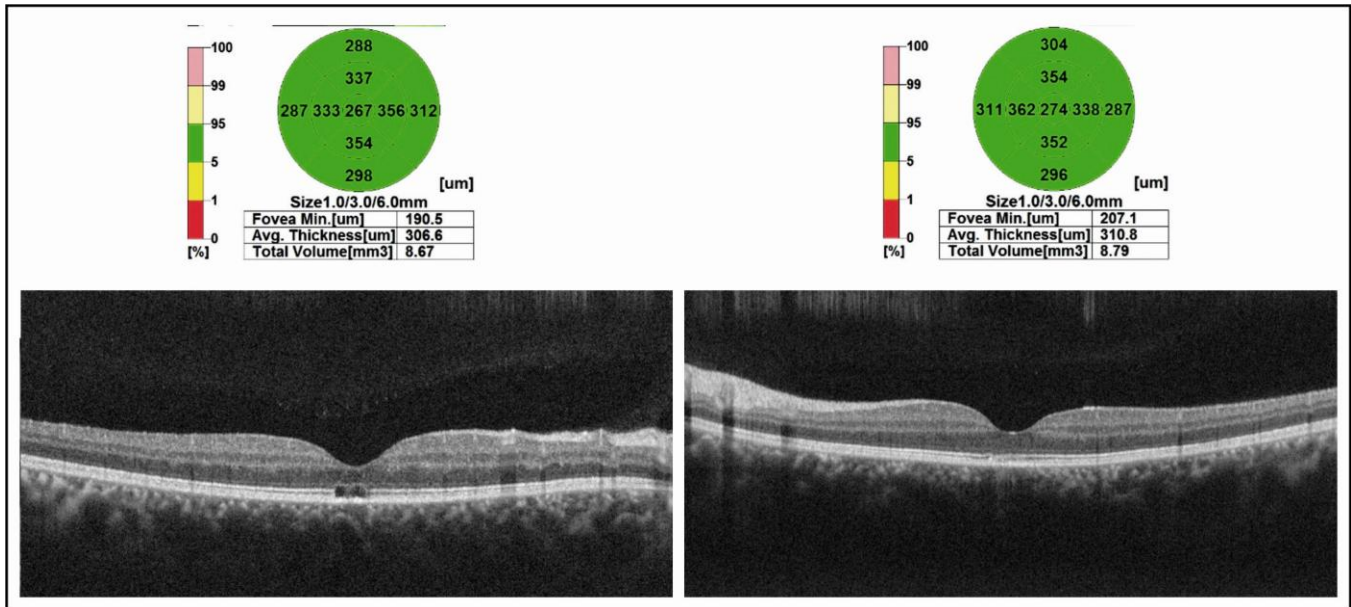 100
99
95
5
1
0
[%]
288
337
287 333 267 356 312
354
298
[um]
Size1.0/3.0/6.0mm
Fovea Min.[um] 190.5
Avg. Thickness[um] 306.6
Total Volume[mm3] 8.67
100
99
95
5
1
0
[%]
304
354
311 362 274 338 287
352
296
[um]
Size1.0/3.0/6.0mm
Fovea Min.[um] 207.1
Avg. Thickness[um] 310.8
Total Volume[mm3] 8.79